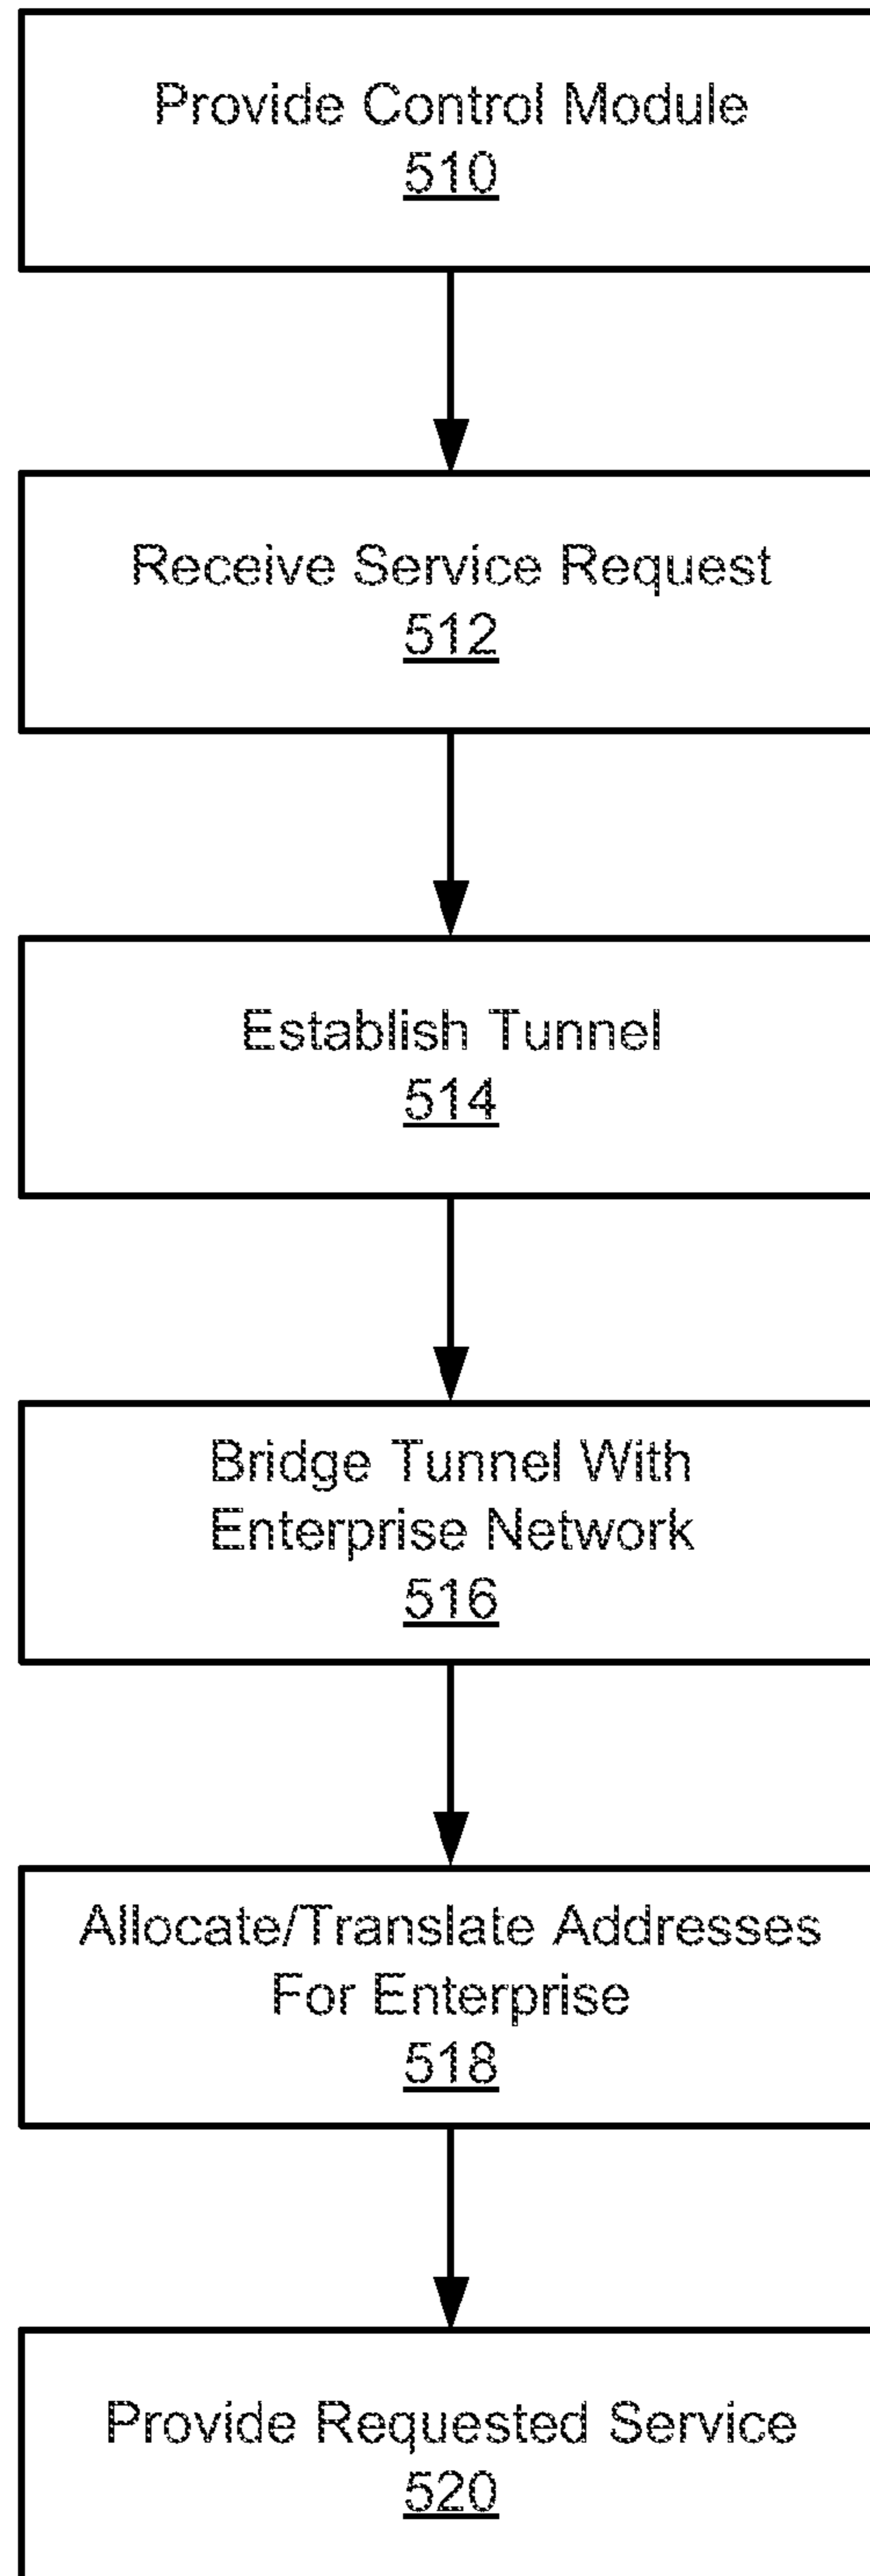 Provide Control Module
510
Receive Service Request
512
Establish Tunnel
514
Bridge Tunnel With
Enterprise Network
516
Allocate/Translate Addresses
For Enterprise
518
Provide Requested Service
520